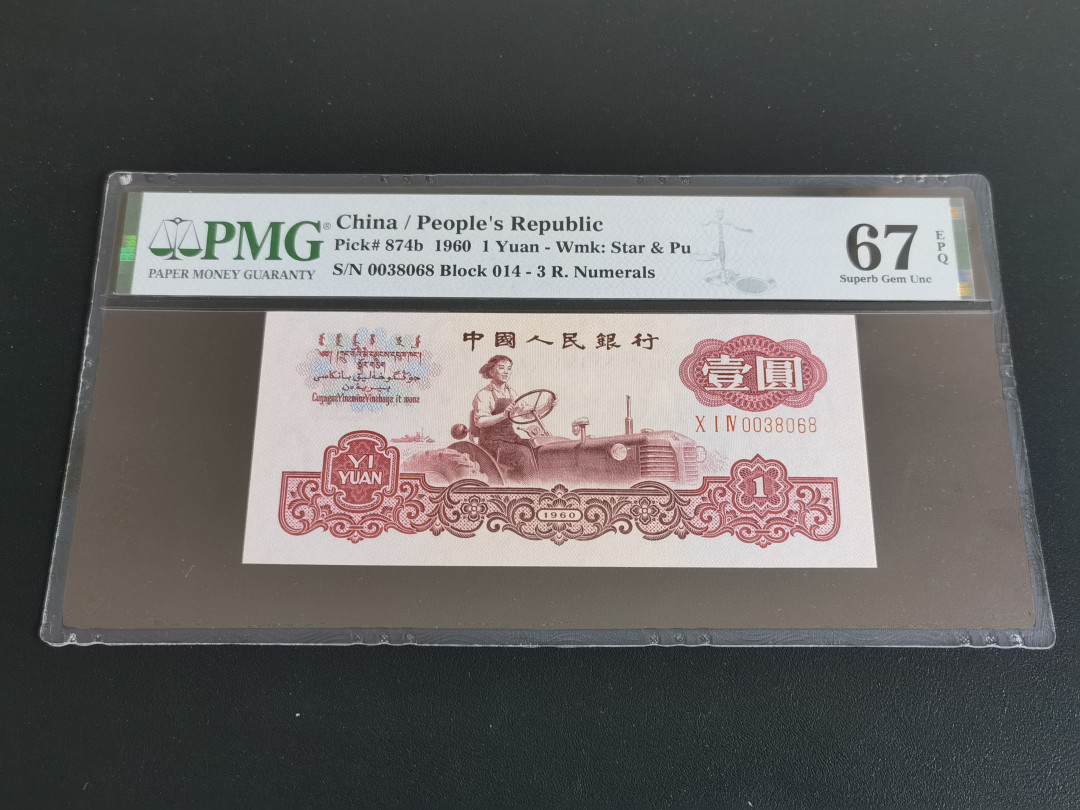 PMG®
PAPER MONEY GUARANTY
China / People's Republic
Pick# 874b 1960 1 Yuan - Wmk: Star & Pu
S/N 0038068 Block 014 - 3 R. Numerals
67
EPQ
Superb Gem Unc
中國人民銀行
壹圓
X I Ⅳ 0038068
YI
YUAN
1960
1